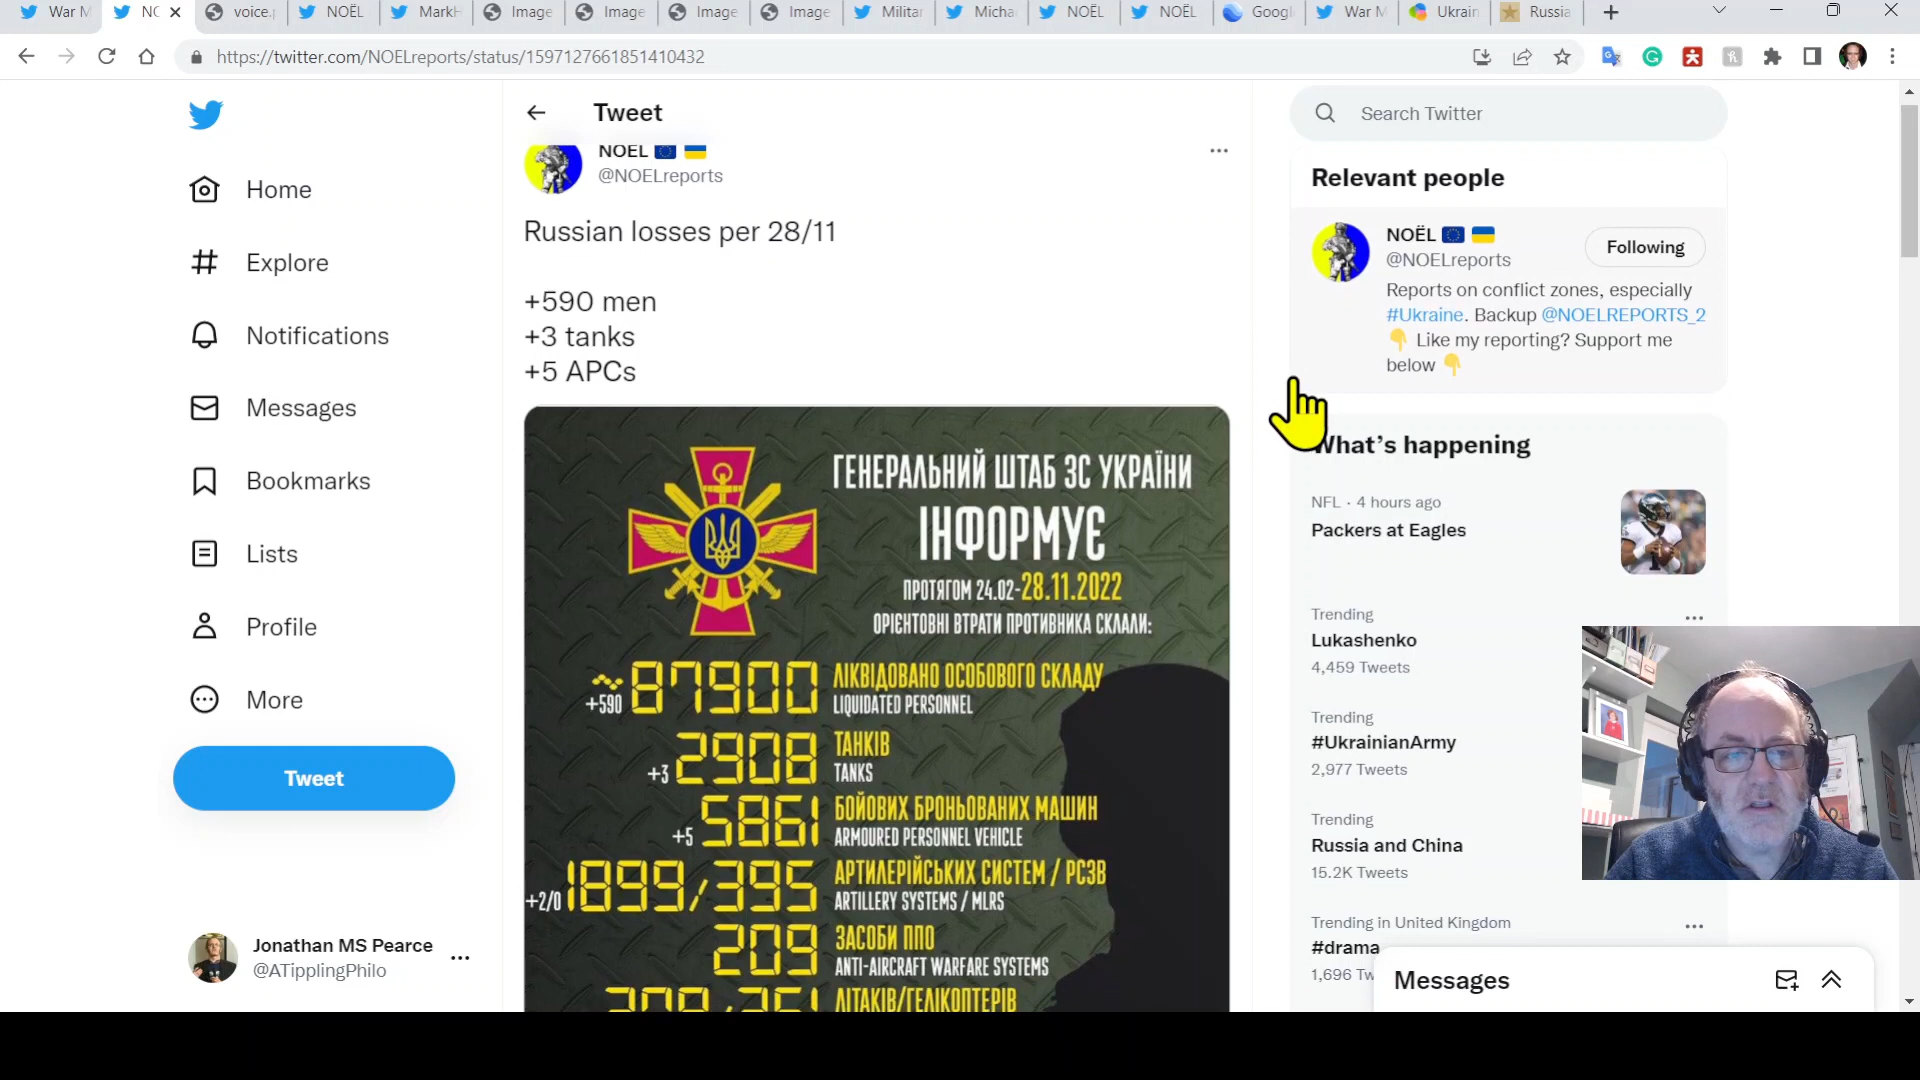 War M
NO
voice.p
NOËL
MarkH
Image
Image
Image
Image
Militar
Micha
NOËL
NOËL
Googl
War M
Ukrain
Russia
https://twitter.com/NOELreports/status/1597127661851410432
Home
Explore
Notifications
Messages
Bookmarks
Lists
Profile
More
Tweet
Jonathan MS Pearce
@ATipplingPhilo
Tweet
NOËL
@NOELreports
Russian losses per 28/11
+590 men
+3 tanks
+5 APCs
ГЕНЕРАЛЬНИЙ ШТАБ ЗС УКРАЇНИ
ІНФОРМУЄ
ПРОТЯГОМ 24.02-28.11.2022
ОРІЄНТОВНІ ВТРАТИ ПРОТИВНИКА СКЛАЛИ:
+590 ~87900 ЛІКВІДОВАНО ОСОБОВОГО СКЛАДУ
LIQUIDATED PERSONNEL
+3 2908 ТАНКІВ
TANKS
+5 5861 БОЙОВИХ БРОНЬОВАНИХ МАШИН
ARMOURED PERSONNEL VEHICLE
+2/0 1899/395 АРТИЛЕРІЙСЬКИХ СИСТЕМ / РСЗВ
ARTILLERY SYSTEMS / MLRS
209 ЗАСОБИ ППО
ANTI-AIRCRAFT WARFARE SYSTEMS
ЛІТАКІВ/ГЕЛІКОПТЕРІВ
Search Twitter
Relevant people
NOËL
@NOELreports
Following
Reports on conflict zones, especially
#Ukraine. Backup @NOELREPORTS_2
Like my reporting? Support me
below
What's happening
NFL · 4 hours ago
Packers at Eagles
Trending
Lukashenko
4,459 Tweets
Trending
#UkrainianArmy
2,977 Tweets
Trending
Russia and China
15.2K Tweets
Trending in United Kingdom
#drama
1,696 Tw
Messages